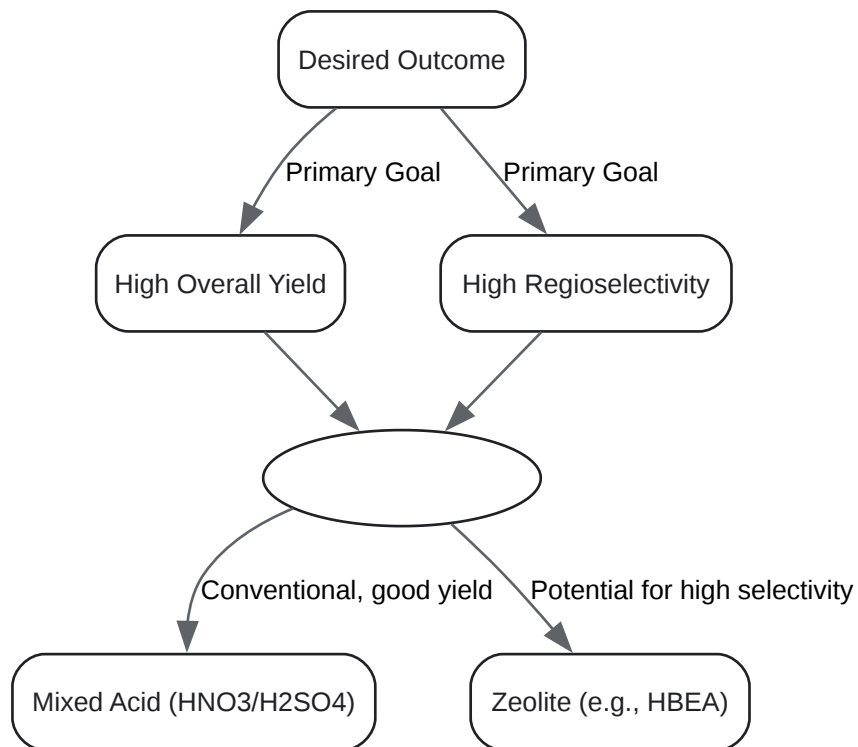 Desired Outcome
Primary Goal
Primary Goal
High Overall Yield
High Regioselectivity
Conventional, good yield
Potential for high selectivity
Mixed Acid (HNO3/H2SO4)
Zeolite (e.g., HBEA)